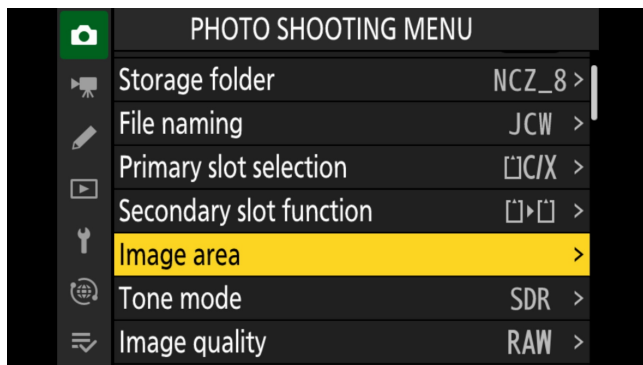 PHOTO SHOOTING MENU
Storage folder NCZ_8 >
File naming JCW >
Primary slot selection C/X >
Secondary slot function >
Image area >
Tone mode SDR >
Image quality RAW >